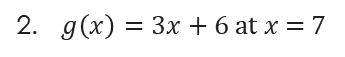 2. g(x) = 3x + 6 at x = 7